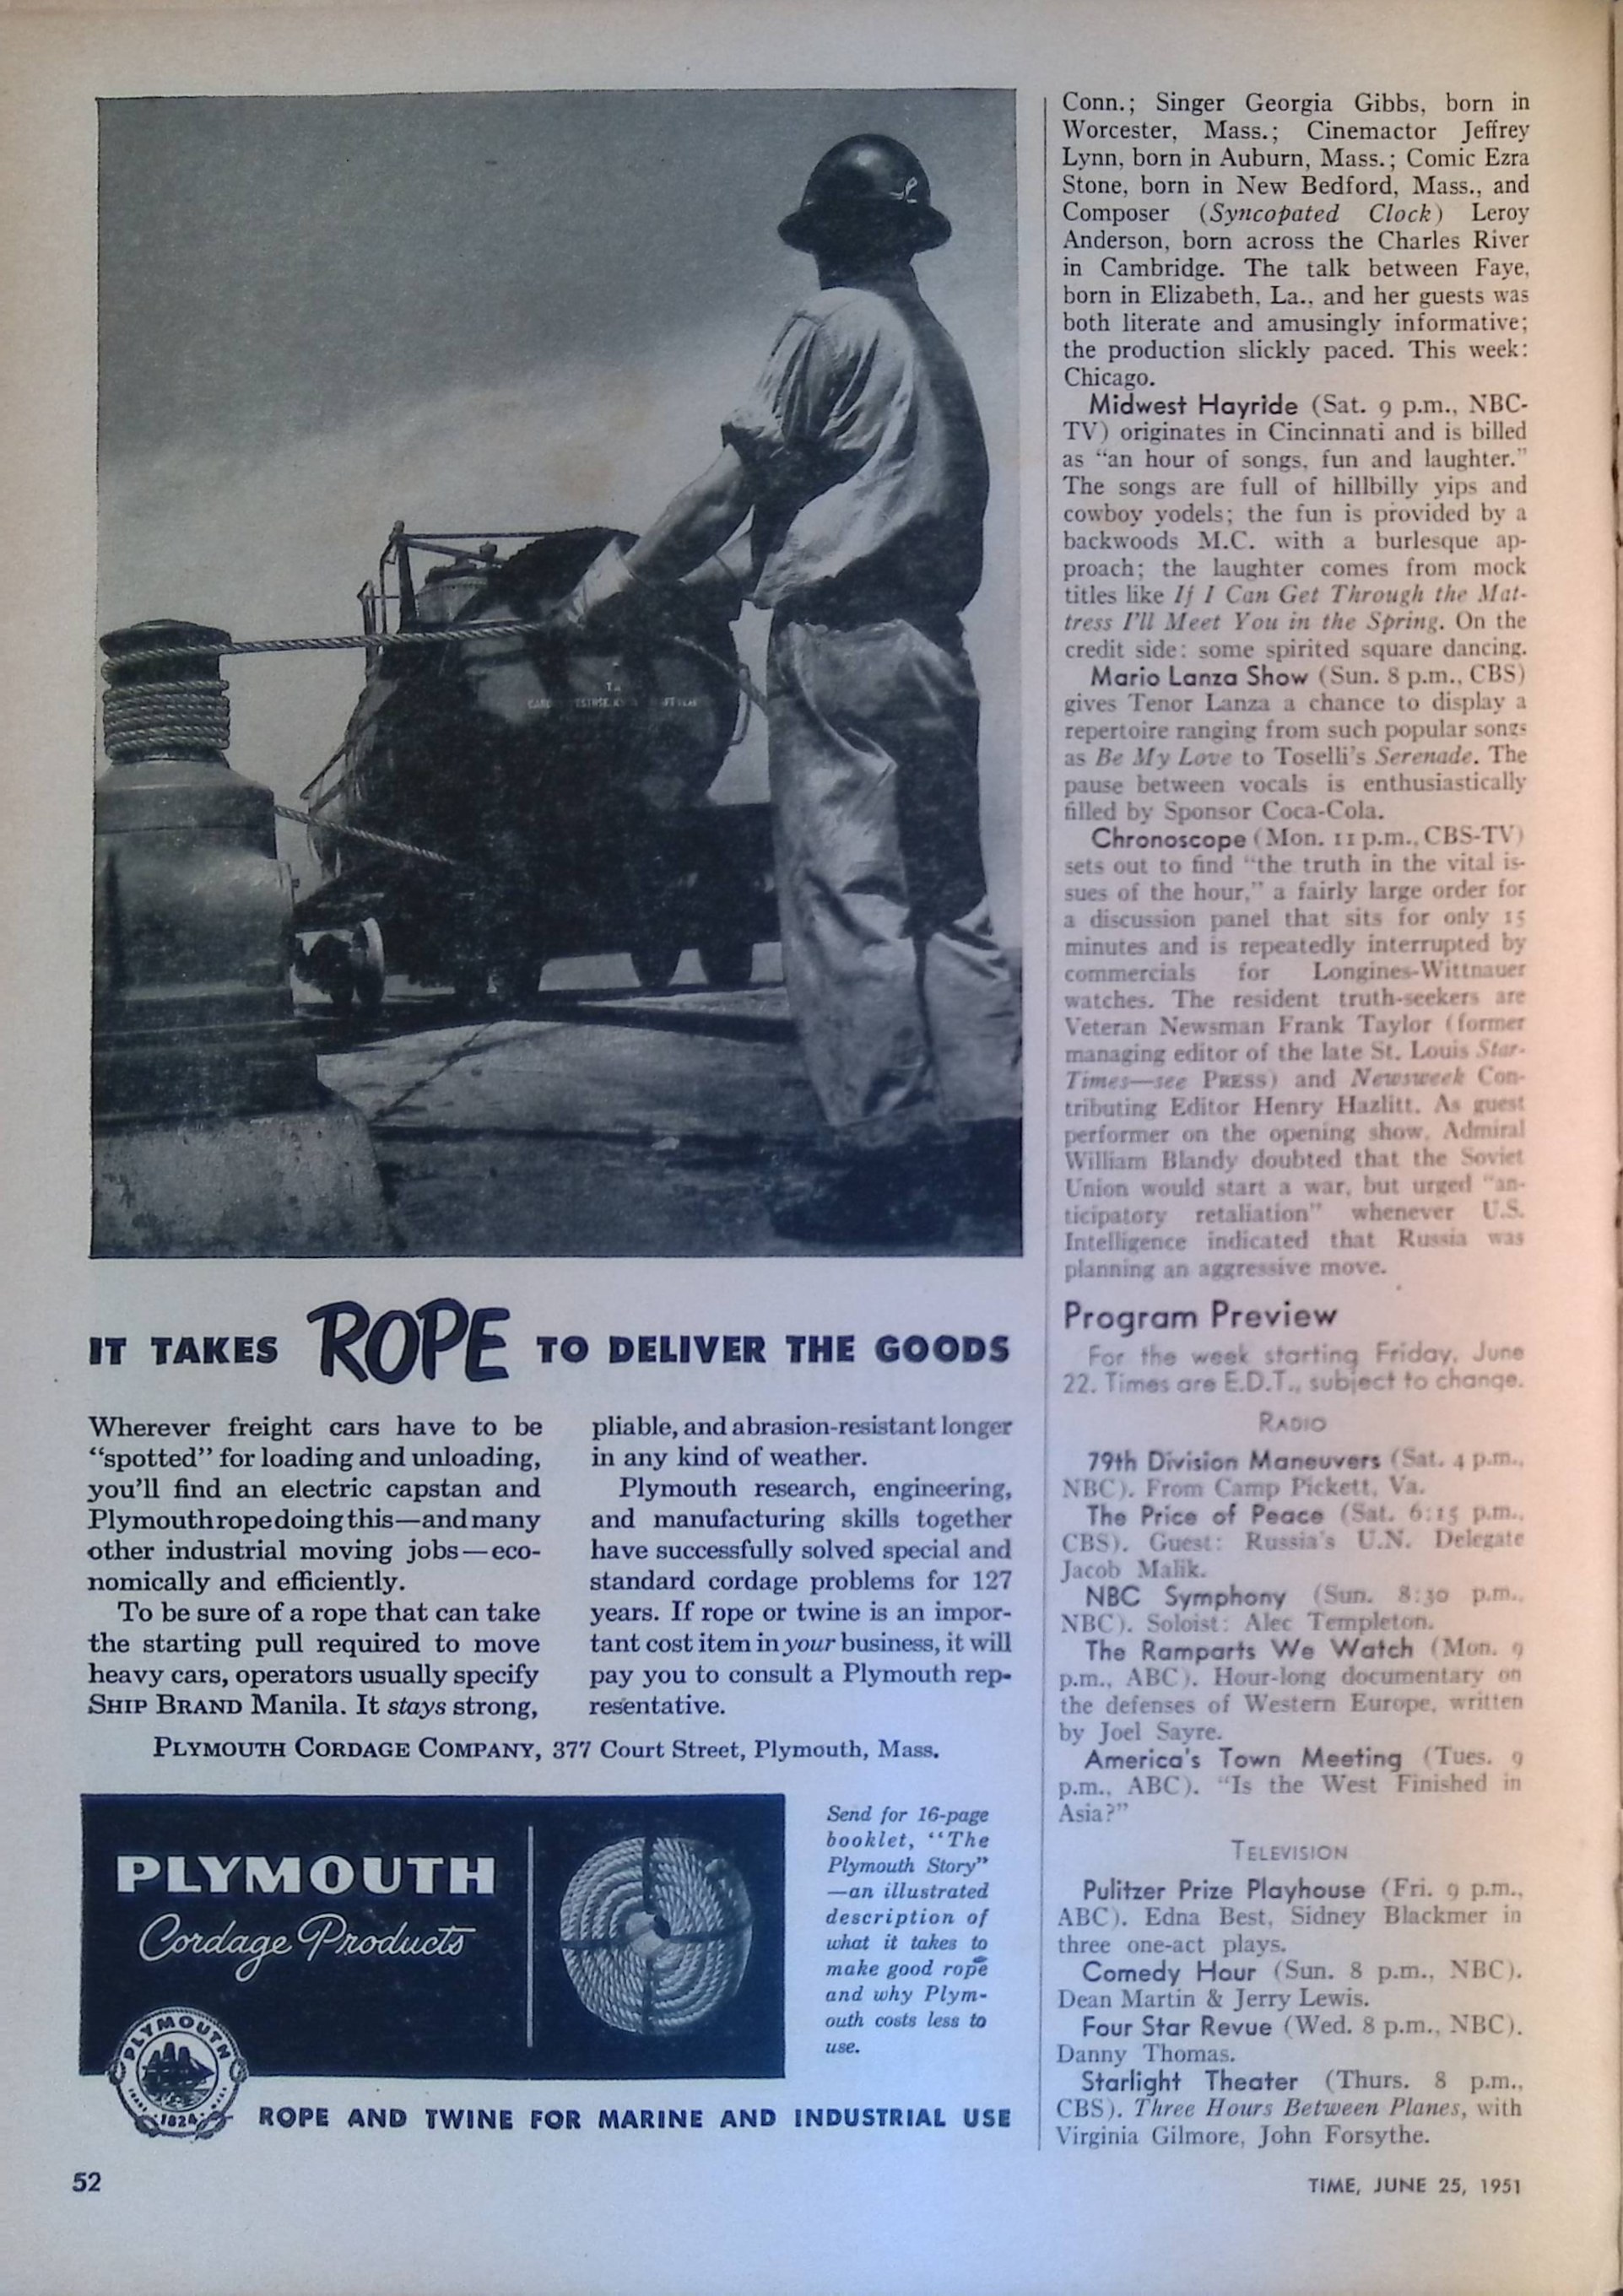 IT TAKES ROPE TO DELIVER THE GOODS
Wherever freight cars have to be
“spotted” for loading and unloading,
you’ll find an electric capstan and
Plymouth rope doing this—and many
other industrial moving jobs—eco-
nomically and efficiently.
To be sure of a rope that can take
the starting pull required to move
heavy cars, operators usually specify
SHIP BRAND Manila. It stays strong,
pliable, and abrasion-resistant longer
in any kind of weather.
Plymouth research, engineering,
and manufacturing skills together
have successfully solved special and
standard cordage problems for 127
years. If rope or twine is an impor-
tant cost item in your business, it will
pay you to consult a Plymouth rep-
resentative.
PLYMOUTH CORDAGE COMPANY, 377 Court Street, Plymouth, Mass.
PLYMOUTH
Cordage Products
PLYMOUTH
1824
Send for 16-page
booklet, “The
Plymouth Story”
—an illustrated
description of
what it takes to
make good rope
and why Plym-
outh costs less to
use.
ROPE AND TWINE FOR MARINE AND INDUSTRIAL USE
Conn.; Singer Georgia Gibbs, born in
Worcester, Mass.; Cinemactor Jeffrey
Lynn, born in Auburn, Mass.; Comic Ezra
Stone, born in New Bedford, Mass., and
Composer (Syncopated Clock) Leroy
Anderson, born across the Charles River
in Cambridge. The talk between Faye,
born in Elizabeth, La., and her guests was
both literate and amusingly informative;
the production slickly paced. This week:
Chicago.
Midwest Hayride (Sat. 9 p.m., NBC-
TV) originates in Cincinnati and is billed
as “an hour of songs, fun and laughter.”
The songs are full of hillbilly yips and
cowboy yodels; the fun is provided by a
backwoods M.C. with a burlesque ap-
proach; the laughter comes from mock
titles like If I Can Get Through the Mat-
tress I’ll Meet You in the Spring. On the
credit side: some spirited square dancing.
Mario Lanza Show (Sun. 8 p.m., CBS)
gives Tenor Lanza a chance to display a
repertoire ranging from such popular songs
as Be My Love to Toselli’s Serenade. The
pause between vocals is enthusiastically
filled by Sponsor Coca-Cola.
Chronoscope (Mon. 11 p.m., CBS-TV)
sets out to find “the truth in the vital is-
sues of the hour,” a fairly large order for
a discussion panel that sits for only 15
minutes and is repeatedly interrupted by
commercials for Longines-Wittnauer
watches. The resident truth-seekers are
Veteran Newsman Frank Taylor (former
managing editor of the late St. Louis Star-
Times—see PRESS) and Newsweek Con-
tributing Editor Henry Hazlitt. As guest
performer on the opening show, Admiral
William Blandy doubted that the Soviet
Union would start a war, but urged “an-
ticipatory retaliation” whenever U.S.
Intelligence indicated that Russia was
planning an aggressive move.
Program Preview
For the week starting Friday, June
22. Times are E.D.T., subject to change.
RADIO
79th Division Maneuvers (Sat. 4 p.m.,
NBC). From Camp Pickett, Va.
The Price of Peace (Sat. 6:15 p.m.,
CBS). Guest: Russia’s U.N. Delegate
Jacob Malik.
NBC Symphony (Sun. 8:30 p.m.,
NBC). Soloist: Alec Templeton.
The Ramparts We Watch (Mon. 9
p.m., ABC). Hour-long documentary on
the defenses of Western Europe, written
by Joel Sayre.
America’s Town Meeting (Tues. 9
p.m., ABC). “Is the West Finished in
Asia?”
TELEVISION
Pulitzer Prize Playhouse (Fri. 9 p.m.,
ABC). Edna Best, Sidney Blackmer in
three one-act plays.
Comedy Hour (Sun. 8 p.m., NBC).
Dean Martin & Jerry Lewis.
Four Star Revue (Wed. 8 p.m., NBC).
Danny Thomas.
Starlight Theater (Thurs. 8 p.m.,
CBS). Three Hours Between Planes, with
Virginia Gilmore, John Forsythe.
52
TIME, JUNE 25, 1951